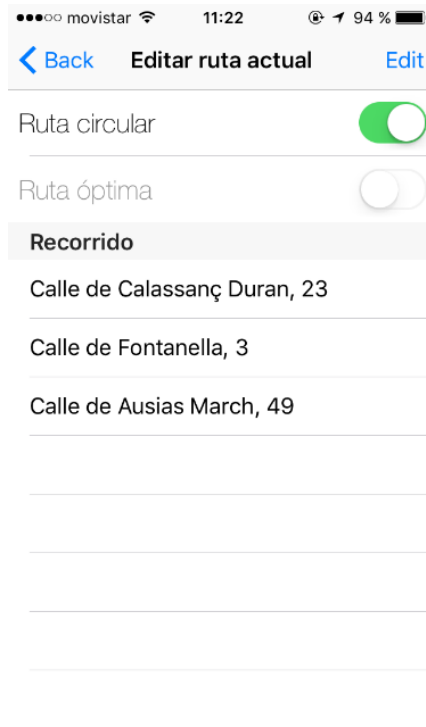 movistar 11:22 94 %
Back Editar ruta actual Edit
Ruta circular
Ruta óptima
Recorrido
Calle de Calassanç Duran, 23
Calle de Fontanella, 3
Calle de Ausias March, 49